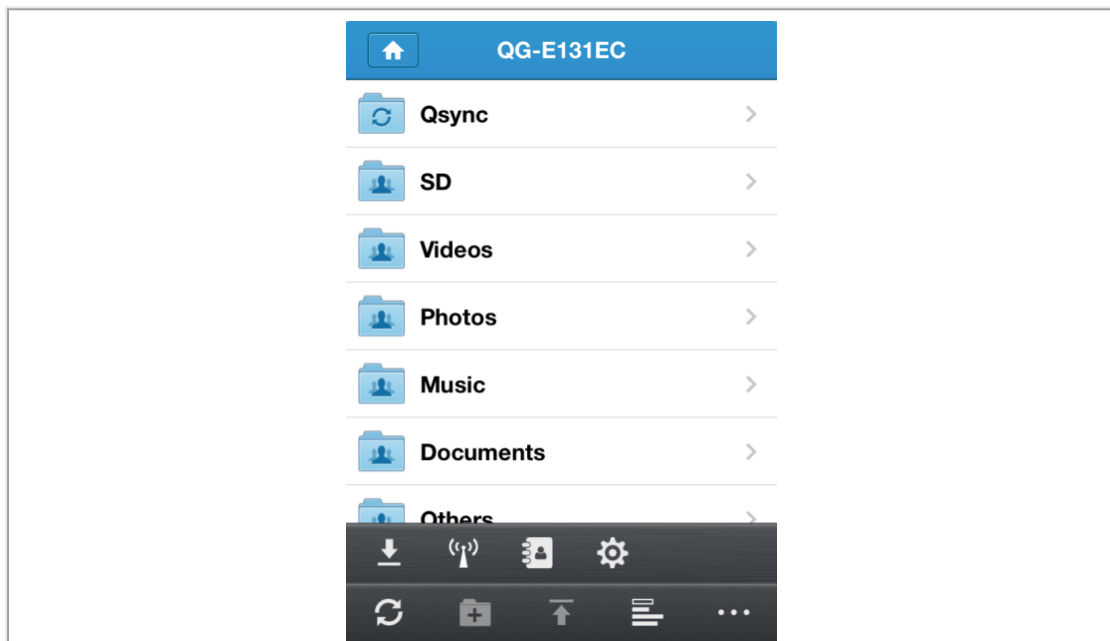 QG-E131EC
Qsync
SD
Videos
Photos
Music
Documents
Others